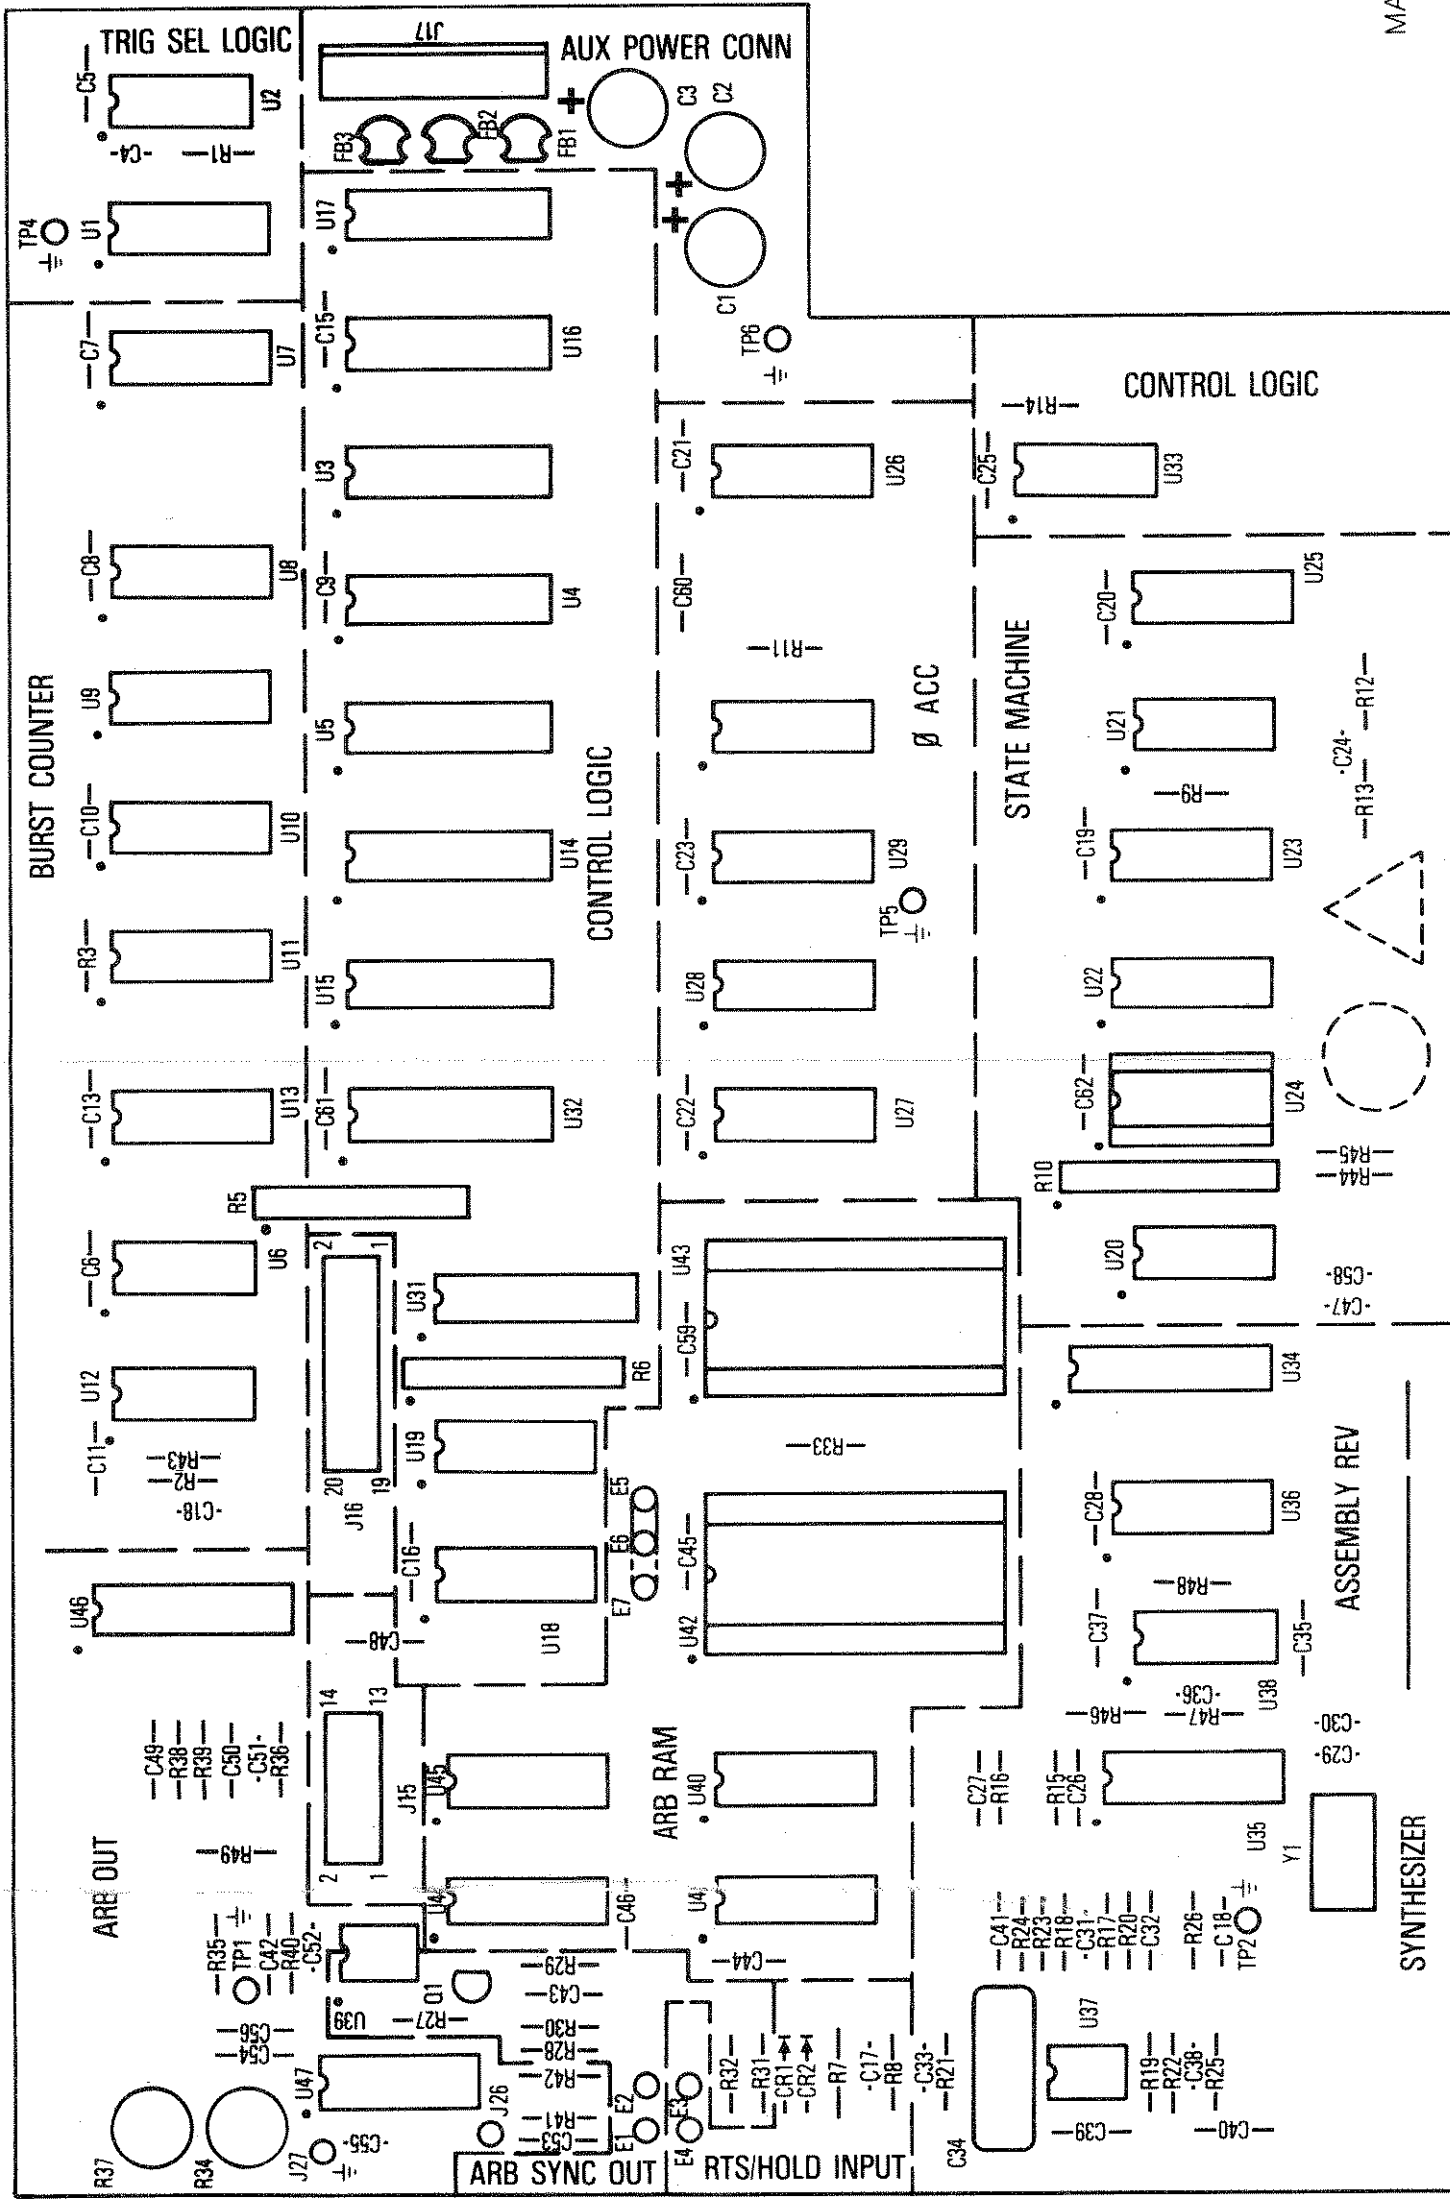 MA
TRIG SEL LOGIC
C5
U2
C4
R1
J17
AUX POWER CONN
FB3
FB2
FB1
C3
C2
C1
TP4
U1
U17
TP6
C7
U7
C15
U16
BURST COUNTER
C8
U8
U9
C10
U10
R3
U11
C13
U13
C6
U6
U12
C11
R43
R2
C18
U3
C9
U4
U5
U14
U15
C61
U32
CONTROL LOGIC
R5
2
1
J16
20
19
U31
R6
U19
C16
U18
E5
E6
E7
C21
U26
C60
R11
Ø ACC
C23
U29
TP5
U28
C22
U27
CONTROL LOGIC
R14
C25
U33
STATE MACHINE
C20
U25
U21
R9
R12
C24
R13
C19
U23
U22
C62
U24
R10
R45
R44
U20
C58
C47
U43
C59
R33
C45
U42
U34
ASSEMBLY REV
C28
U36
R48
C37
C35
U38
C36
R47
R46
C30
C29
U46
C48
14
13
J15
2
1
C49
R38
R39
C50
C51
R36
R49
ARB OUT
U45
ARB RAM
U40
U4
C46
U4
C44
C27
R16
R15
C26
U35
Y1
SYNTHESIZER
C41
R24
R23
R18
C31
R17
R20
C32
R26
C18
TP2
R35
TP1
C42
R40
C52
C56
C54
U39
Q1
R27
R29
C43
R30
R28
R42
R41
C53
U47
R37
R34
J27
C55
J26
ARB SYNC OUT
E2
E1
E3
E4
RTS/HOLD INPUT
R32
R31
CR1
CR2
R7
C17
R8
C33
R21
C34
U37
C39
R19
R22
C38
R25
C40